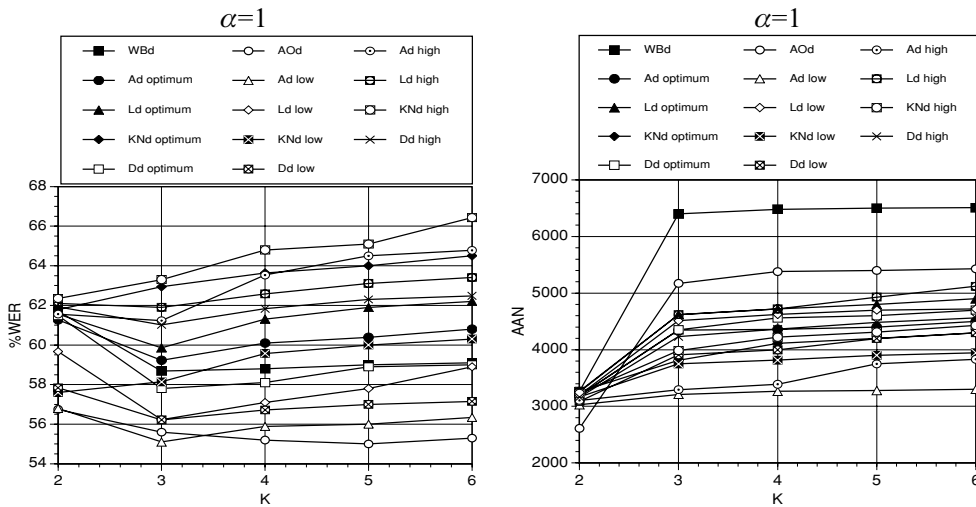 α=1
WBd AOd Ad high
Ad optimum Ad low Ld high
Ld optimum Ld low KNd high
KNd optimum KNd low Dd high
Dd optimum Dd low
68
66
64
62
60
58
56
54
%WER
2 3 4 5 6
K
α=1
WBd AOd Ad high
Ad optimum Ad low Ld high
Ld optimum Ld low KNd high
KNd optimum KNd low Dd high
Dd optimum Dd low
7000
6000
5000
4000
3000
2000
AAN
2 3 4 5 6
K